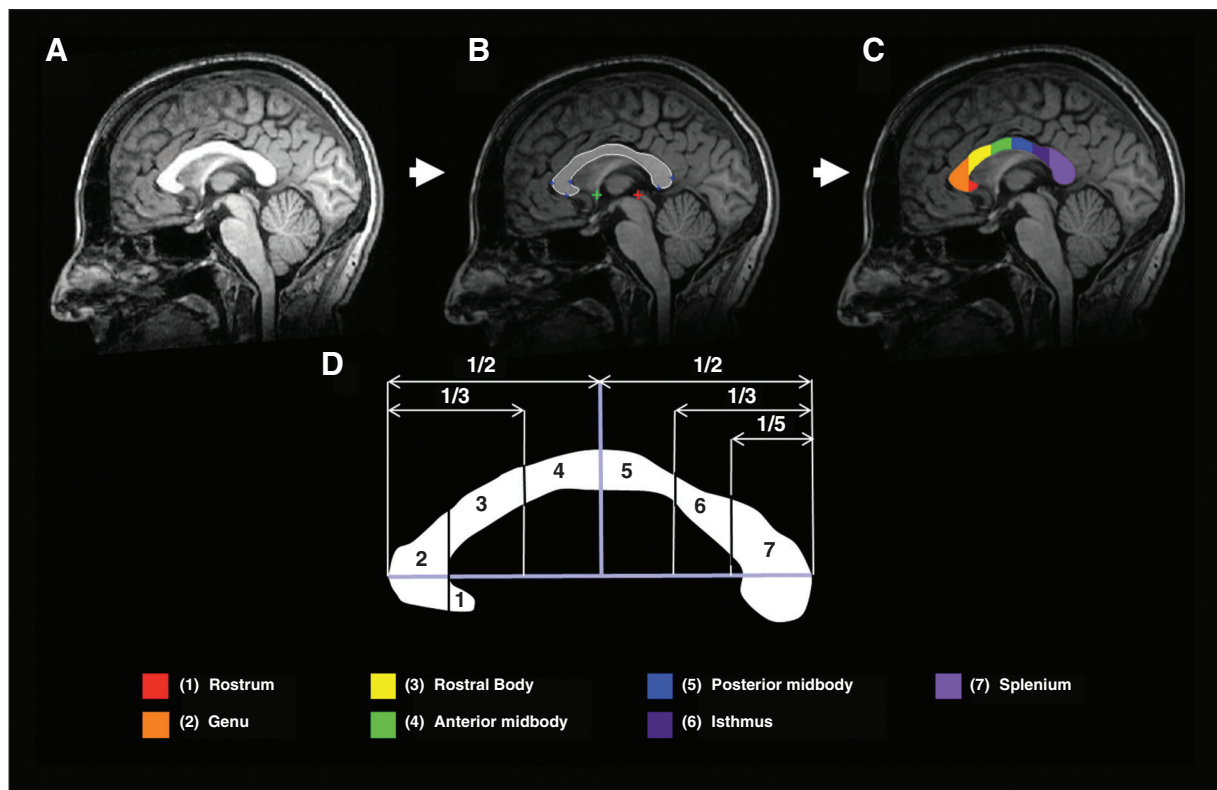 A
B
C
D
1/2
1/2
1/3
1/3
1/5
4
5
3
6
2
7
1
(1) Rostrum
(3) Rostral Body
(5) Posterior midbody
(7) Splenium
(2) Genu
(4) Anterior midbody
(6) Isthmus